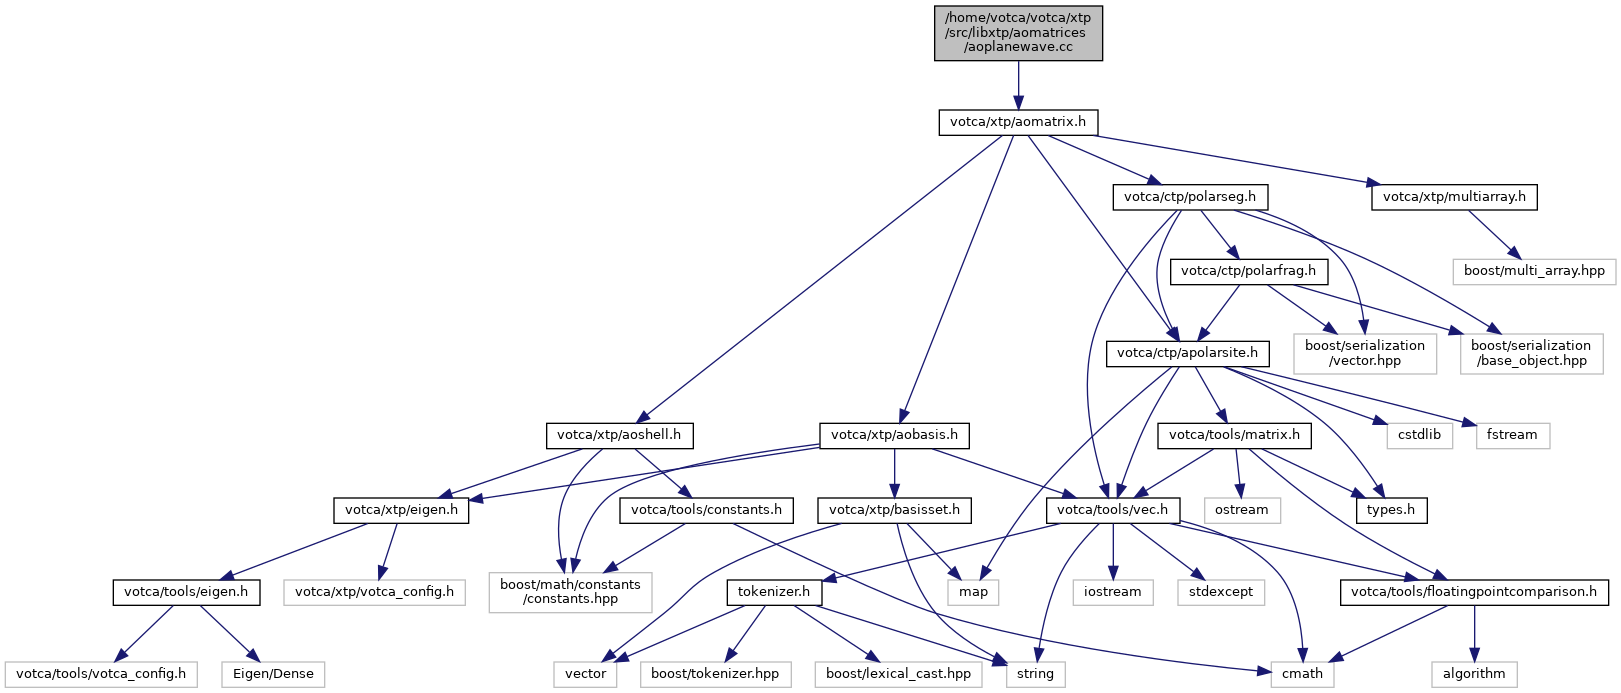 /home/votca/votca/xtp
/src/libxtp/aomatrices
/aoplanewave.cc
votca/xtp/aomatrix.h
votca/ctp/polarseg.h
votca/xtp/multiarray.h
votca/ctp/polarfrag.h
boost/multi_array.hpp
votca/ctp/apolarsite.h
boost/serialization
/vector.hpp
boost/serialization
/base_object.hpp
votca/xtp/aoshell.h
votca/xtp/aobasis.h
votca/tools/matrix.h
cstdlib
fstream
votca/xtp/eigen.h
votca/tools/constants.h
votca/xtp/basisset.h
votca/tools/vec.h
ostream
types.h
votca/tools/eigen.h
votca/xtp/votca_config.h
boost/math/constants
/constants.hpp
tokenizer.h
map
iostream
stdexcept
votca/tools/floatingpointcomparison.h
votca/tools/votca_config.h
Eigen/Dense
vector
boost/tokenizer.hpp
boost/lexical_cast.hpp
string
cmath
algorithm